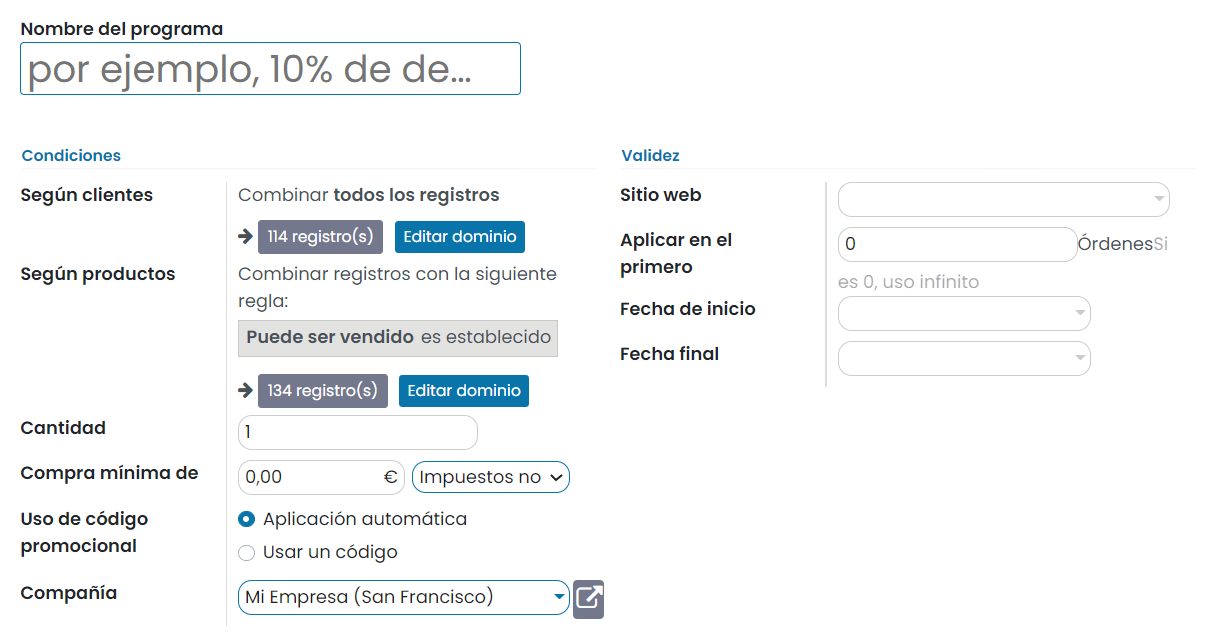 Nombre del programa
por ejemplo, 10% de de...
Condiciones
Según clientes
Combinar todos los registros
114 registro(s) Editar dominio
Según productos
Combinar registros con la siguiente
regla:
Puede ser vendido es establecido
134 registro(s) Editar dominio
Cantidad
1
Compra mínima de
0,00 € Impuestos no
Uso de código
promocional
Aplicación automática
Usar un código
Compañía
Mi Empresa (San Francisco)
Validez
Sitio web
Aplicar en el
primero
0 ÓrdenesSi
es 0, uso infinito
Fecha de inicio
Fecha final